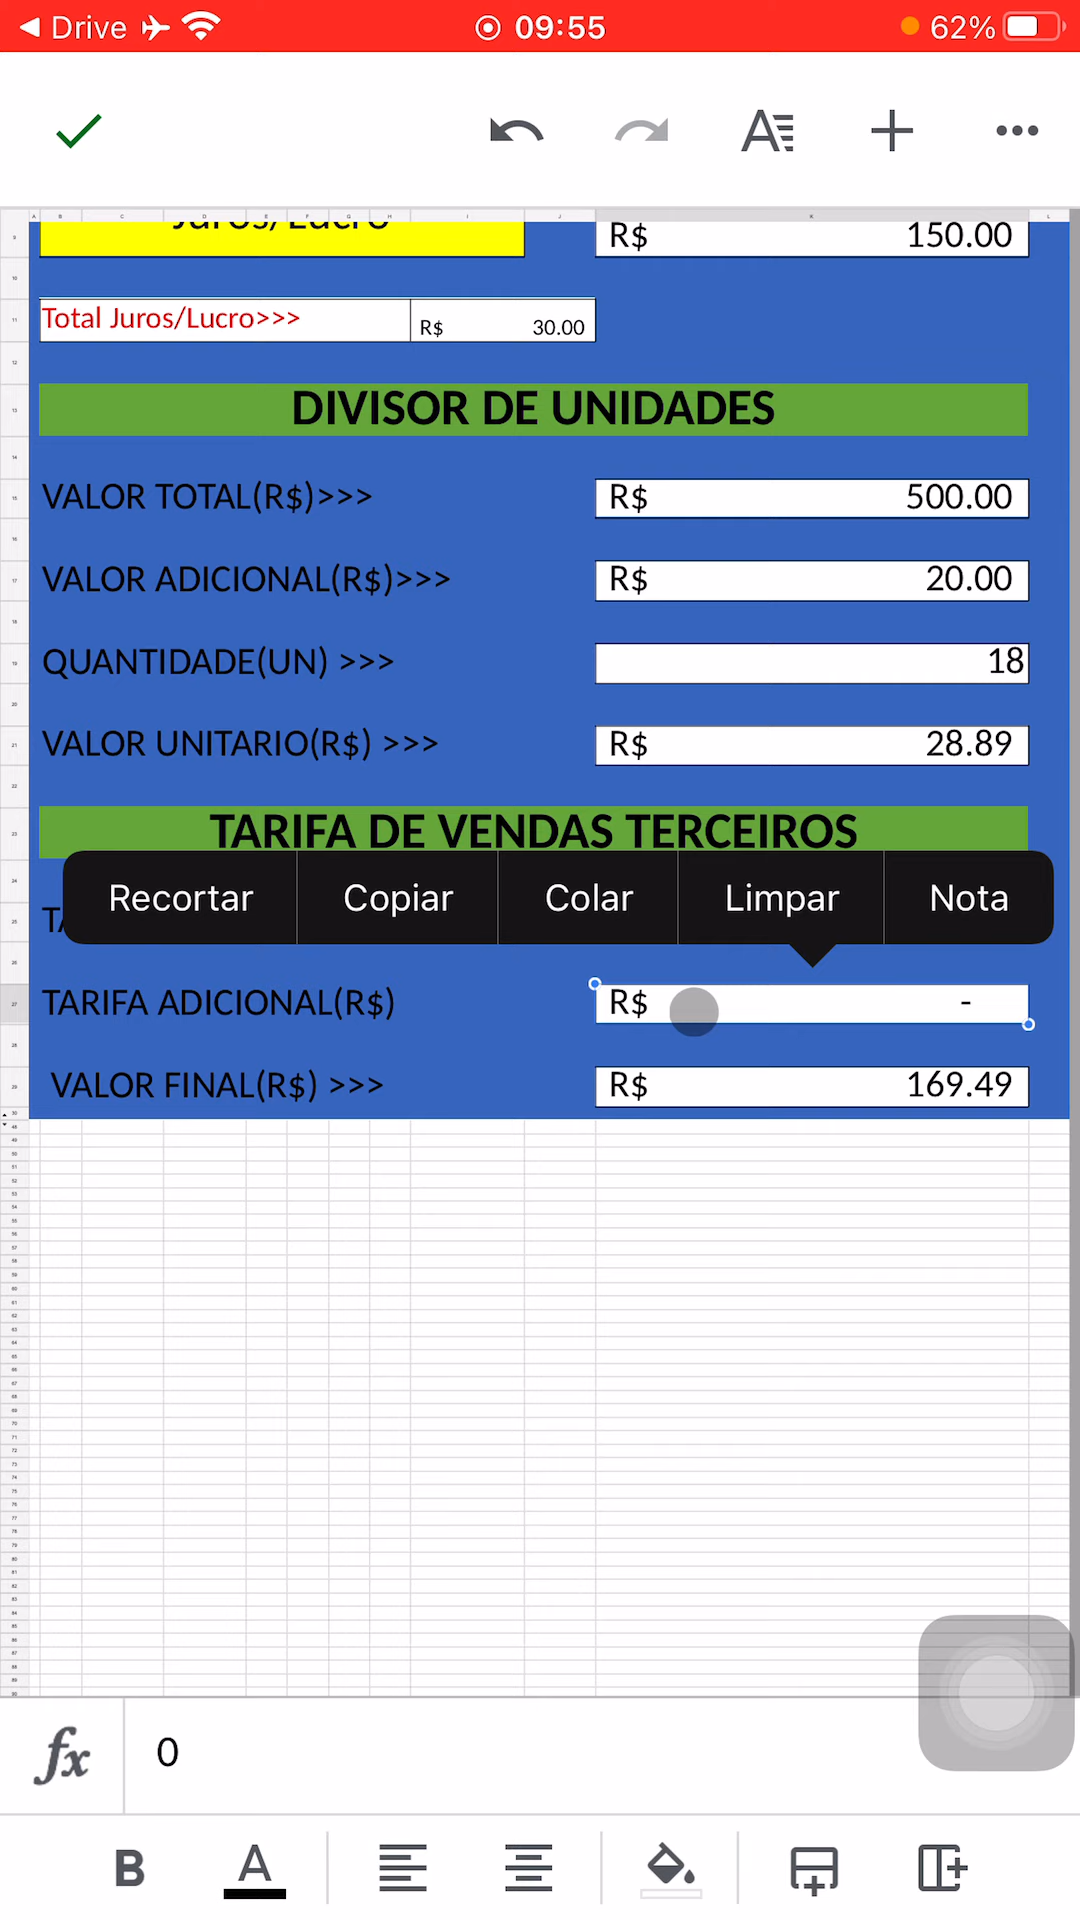 Drive 09:55 62%
Juros/Lucro R$ 150.00
Total Juros/Lucro>>> R$ 30.00
DIVISOR DE UNIDADES
VALOR TOTAL(R$)>>> R$ 500.00
VALOR ADICIONAL(R$)>>> R$ 20.00
QUANTIDADE(UN) >>> 18
VALOR UNITARIO(R$) >>> R$ 28.89
TARIFA DE VENDAS TERCEIROS
Recortar Copiar Colar Limpar Nota
TARIFA ADICIONAL(R$) R$ -
VALOR FINAL(R$) >>> R$ 169.49
fx 0
B A